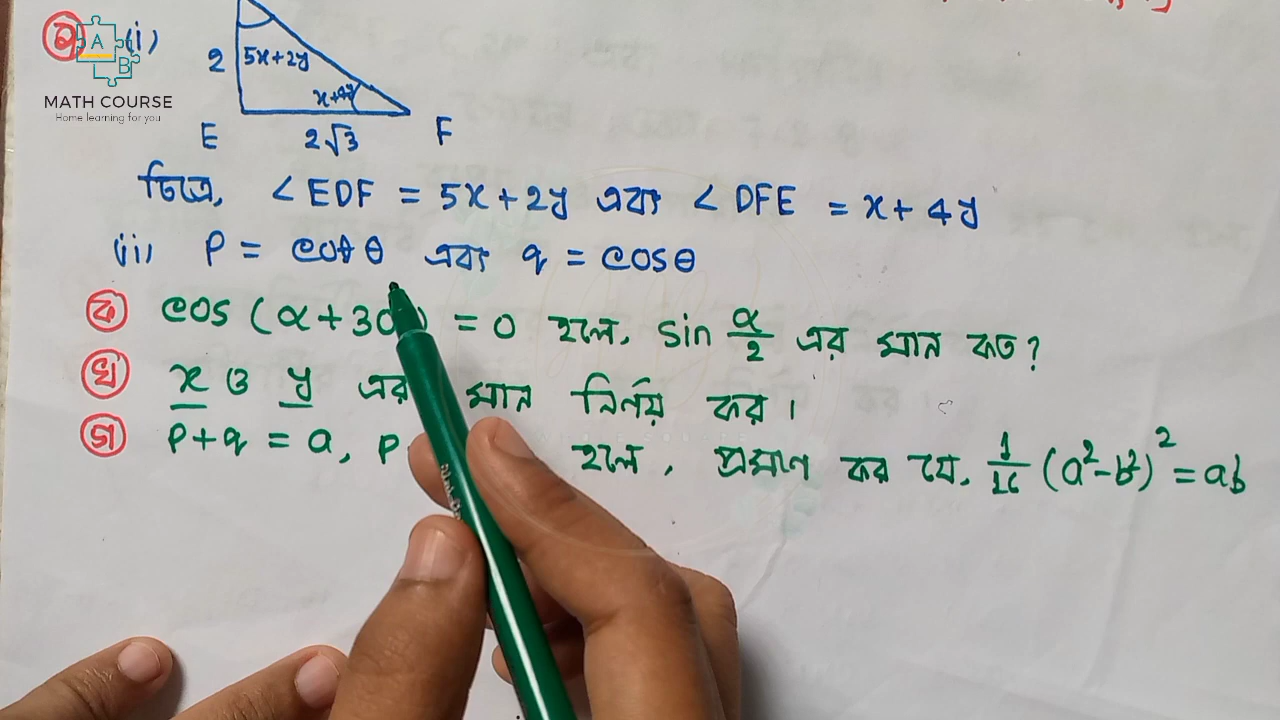 ২ (i)
A
B
MATH COURSE
Home learning for you
2 5x+2y
x+4y
E 2√3 F
চিত্রে, ∠EDF = 5x+2y এবং ∠DFE = x+4y
(ii) P = cotθ এবং q = cosθ
ক cos (α+30 ) = 0 হলে, sin α/2 এর মান কত?
খ x ও y এর মান নির্ণয় কর।
গ P+q = a, P হলে, প্রমাণ কর যে, 1/16 (a²-b²)² = ab